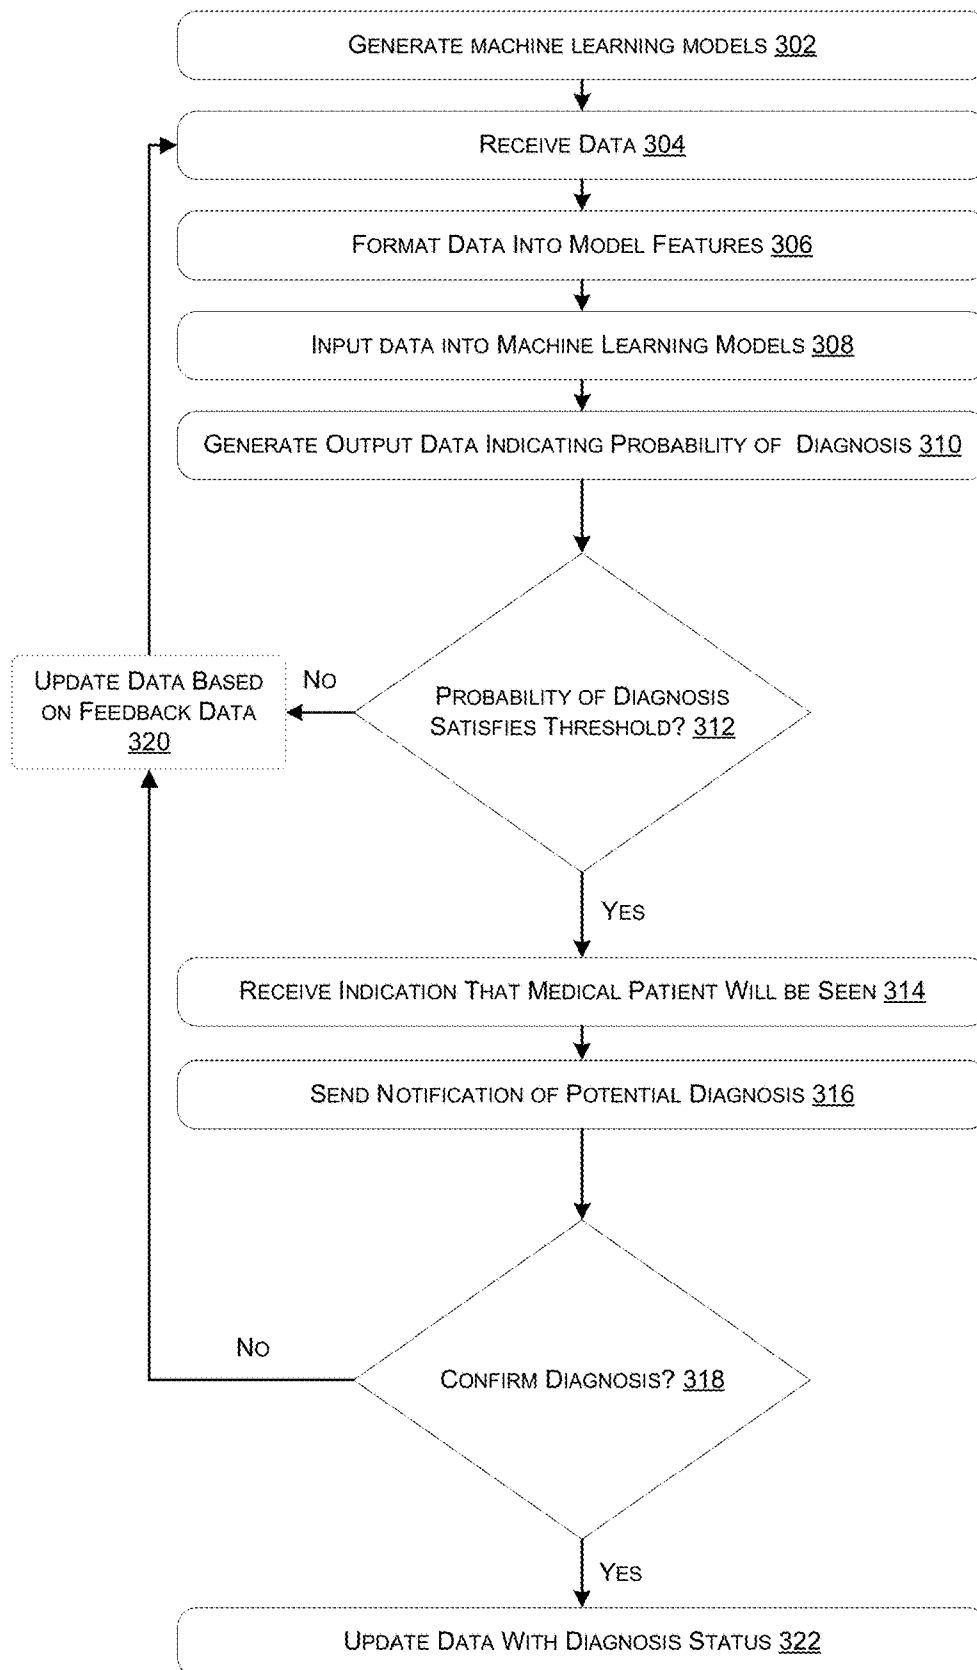 GENERATE MACHINE LEARNING MODELS 302
RECEIVE DATA 304
FORMAT DATA INTO MODEL FEATURES 306
INPUT DATA INTO MACHINE LEARNING MODELS 308
GENERATE OUTPUT DATA INDICATING PROBABILITY OF DIAGNOSIS 310
UPDATE DATA BASED
ON FEEDBACK DATA
320
NO
PROBABILITY OF DIAGNOSIS
SATISFIES THRESHOLD? 312
YES
RECEIVE INDICATION THAT MEDICAL PATIENT WILL BE SEEN 314
SEND NOTIFICATION OF POTENTIAL DIAGNOSIS 316
NO
CONFIRM DIAGNOSIS? 318
YES
UPDATE DATA WITH DIAGNOSIS STATUS 322